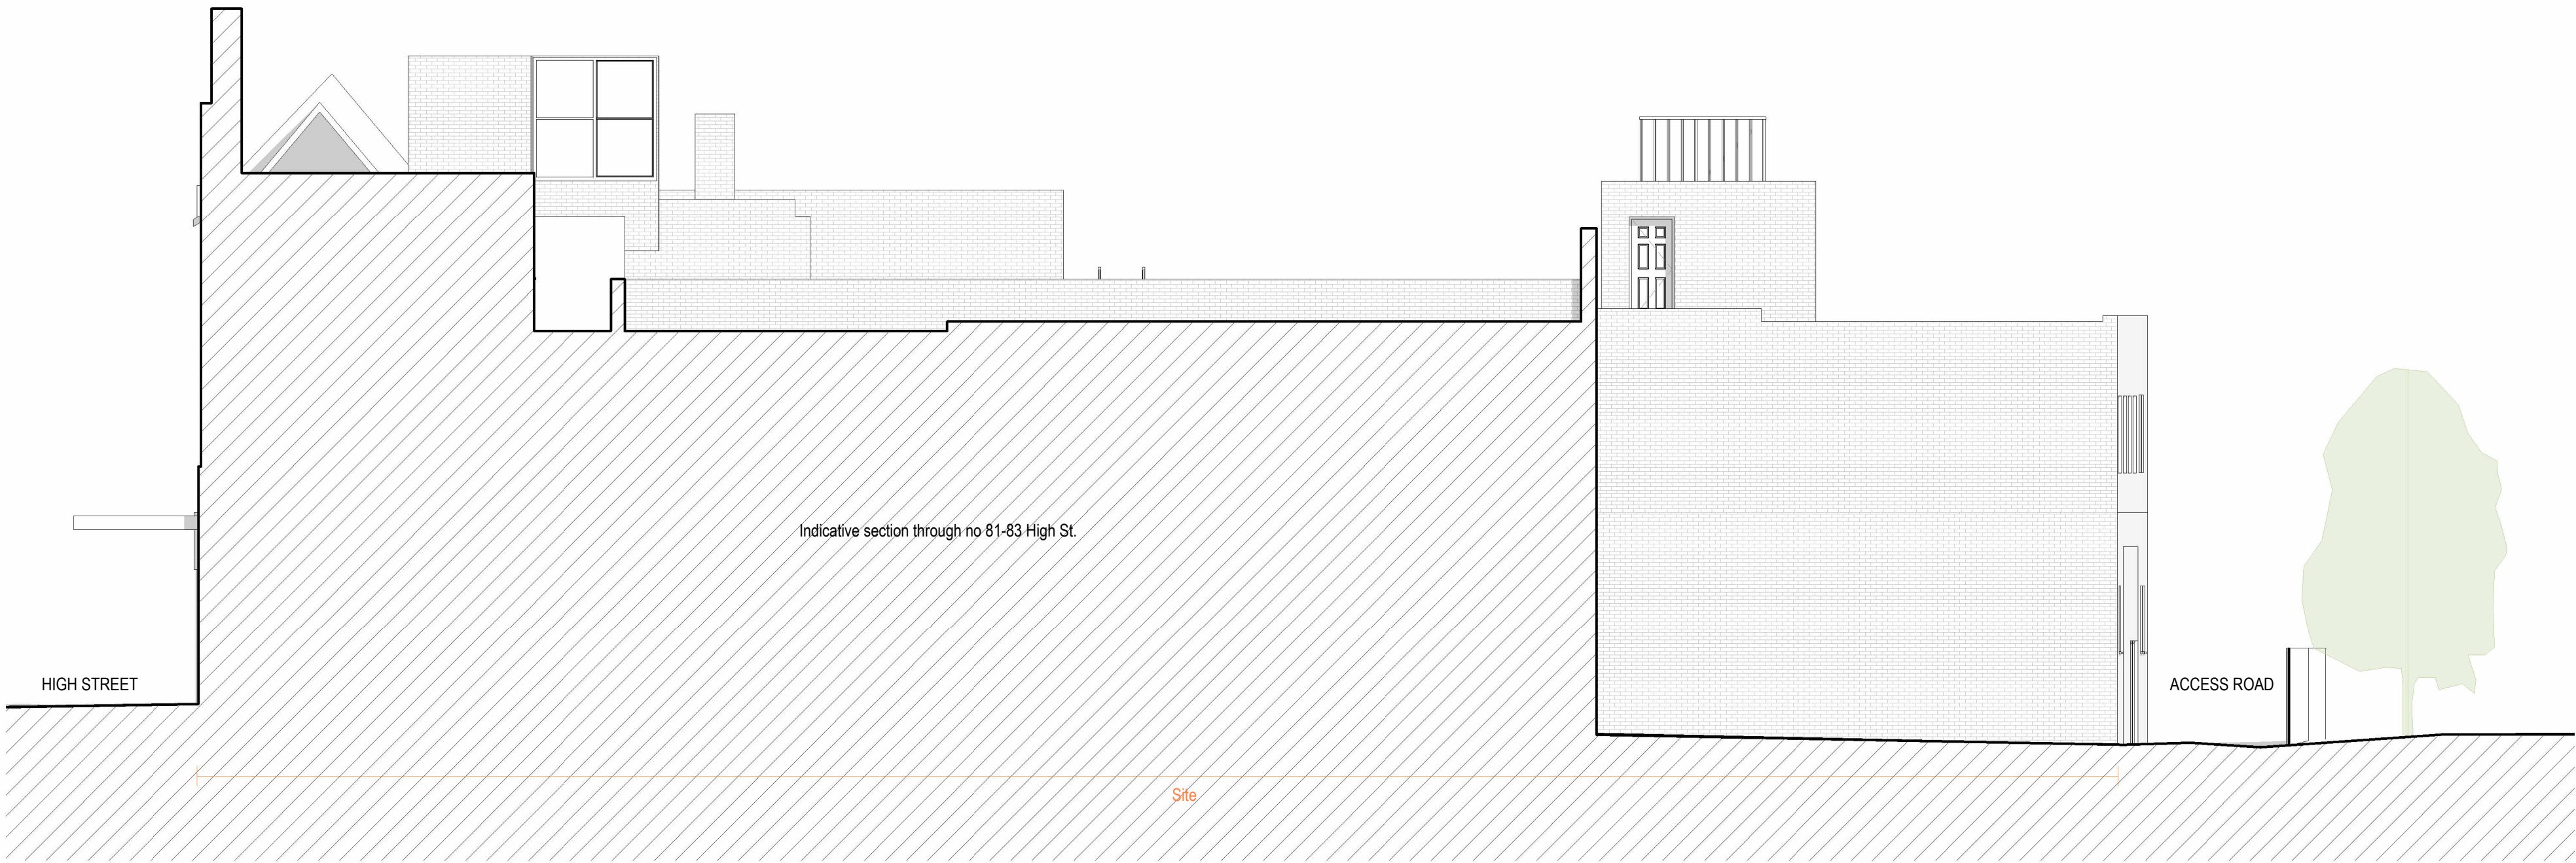 Indicative section through no 81-83 High St.
HIGH STREET
ACCESS ROAD
Site